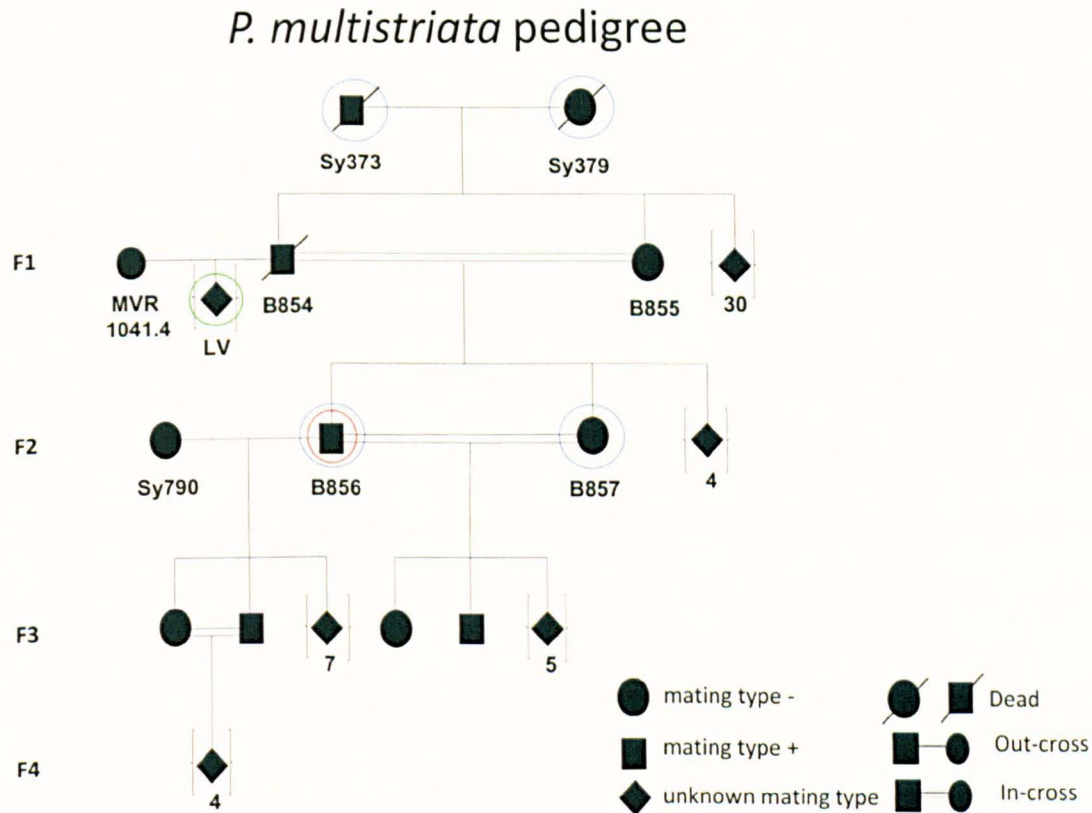 P. multistriata pedigree
Sy373
Sy379
F1
MVR
1041.4
LV
B854
B855
30
F2
Sy790
B856
B857
4
F3
7
5
F4
4
mating type -
mating type +
unknown mating type
Dead
Out-cross
In-cross